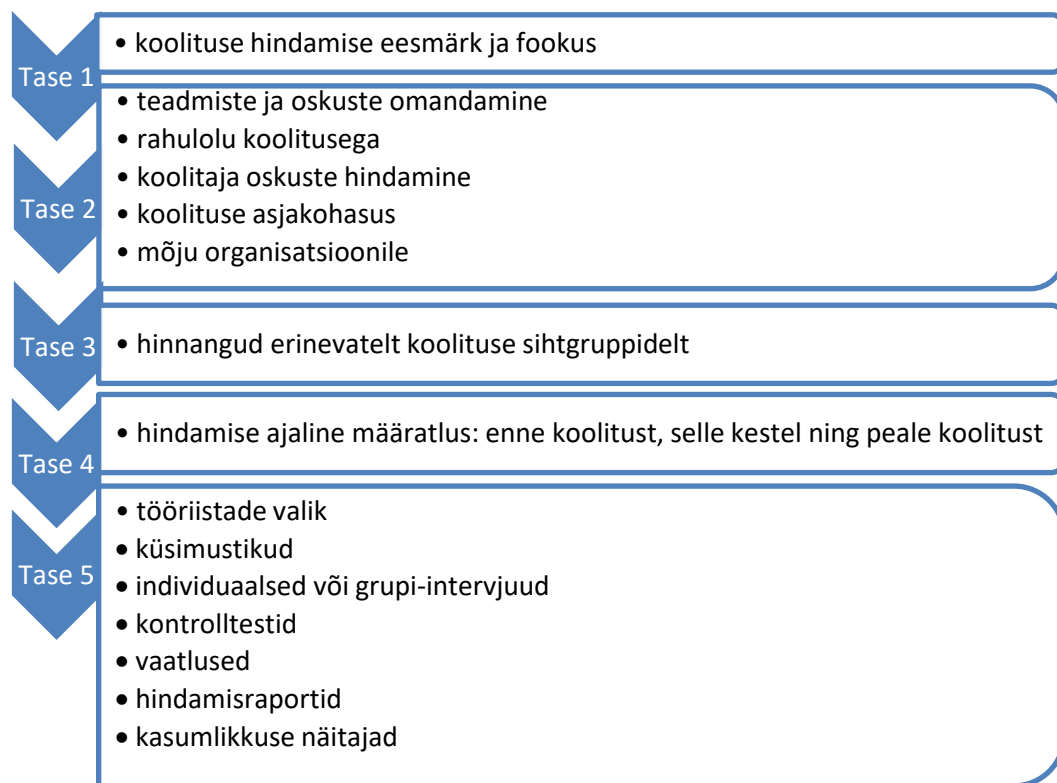 Tase 1
• koolituse hindamise eesmärk ja fookus
Tase 2
• teadmiste ja oskuste omandamine
• rahulolu koolitusega
• koolitaja oskuste hindamine
• koolituse asjakohasus
• mõju organisatsioonile
Tase 3
• hinnangud erinevatelt koolituse sihtgruppidelt
Tase 4
• hindamise ajaline määratlus: enne koolitust, selle kestel ning peale koolitust
Tase 5
• tööriistade valik
• küsimustikud
• individuaalsed või grupi-intervjuud
• kontrolltestid
• vaatlused
• hindamisraportid
• kasumlikkuse näitajad